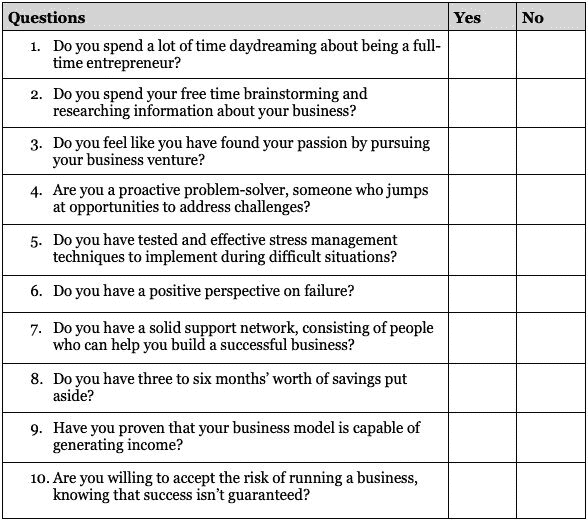 Questions Yes No
1. Do you spend a lot of time daydreaming about being a full-
time entrepreneur?
2. Do you spend your free time brainstorming and
researching information about your business?
3. Do you feel like you have found your passion by pursuing
your business venture?
4. Are you a proactive problem-solver, someone who jumps
at opportunities to address challenges?
5. Do you have tested and effective stress management
techniques to implement during difficult situations?
6. Do you have a positive perspective on failure?
7. Do you have a solid support network, consisting of people
who can help you build a successful business?
8. Do you have three to six months’ worth of savings put
aside?
9. Have you proven that your business model is capable of
generating income?
10. Are you willing to accept the risk of running a business,
knowing that success isn’t guaranteed?